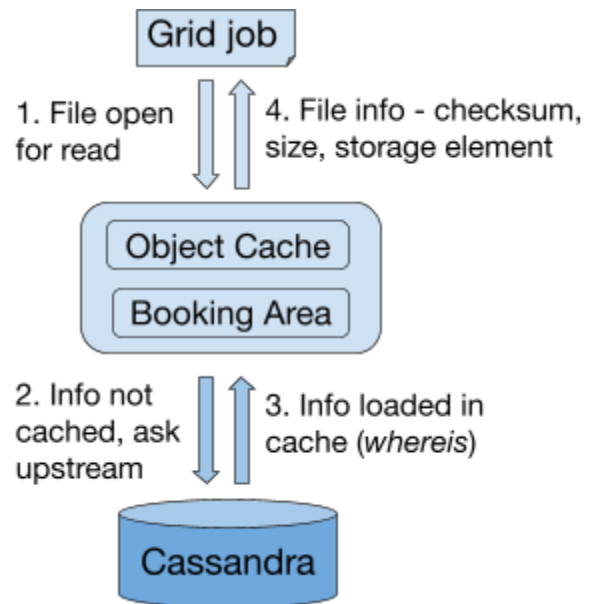 Grid job
1. File open
for read
4. File info - checksum,
size, storage element
Object Cache
Booking Area
2. Info not
cached, ask
upstream
3. Info loaded in
cache (whereis)
Cassandra